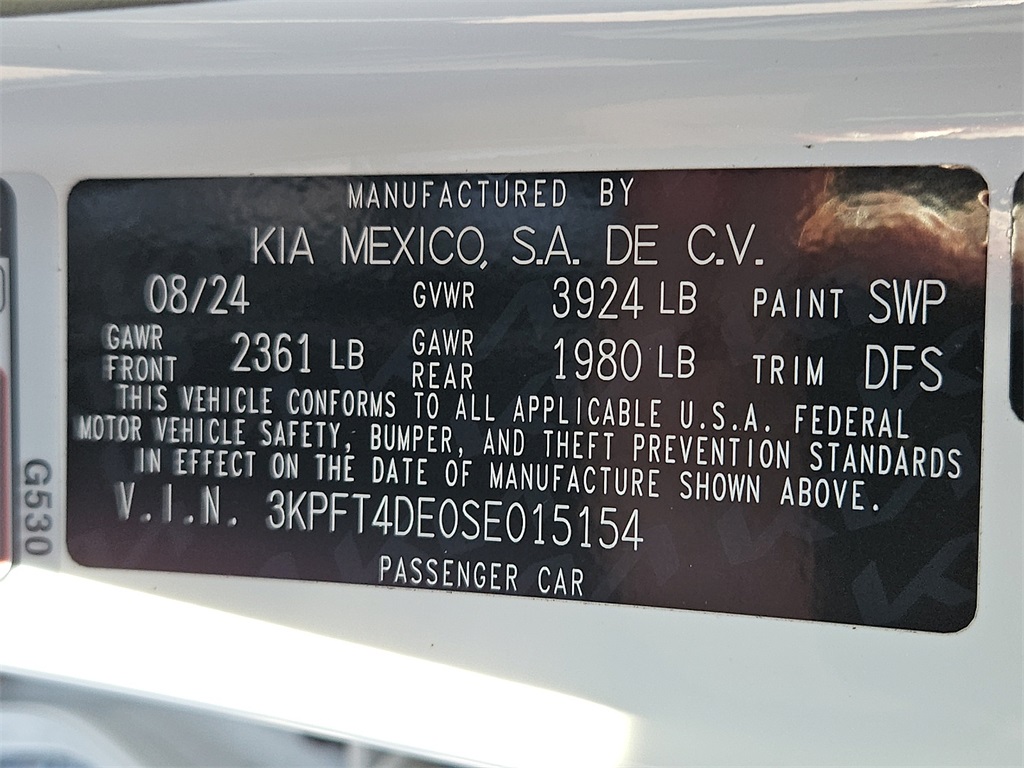 MANUFACTURED BY
KIA MEXICO, S.A. DE C.V.
08/24 GVWR 3924 LB PAINT SWP
GAWR FRONT 2361 LB GAWR REAR 1980 LB TRIM DFS
THIS VEHICLE CONFORMS TO ALL APPLICABLE U.S.A. FEDERAL
MOTOR VEHICLE SAFETY, BUMPER, AND THEFT PREVENTION STANDARDS
IN EFFECT ON THE DATE OF MANUFACTURE SHOWN ABOVE.
V.I.N. 3KPFT4DE0SE015154
PASSENGER CAR
G530